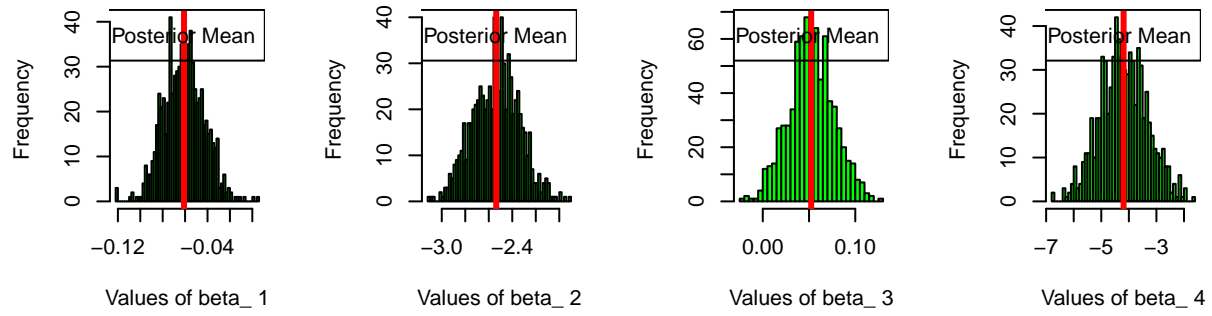 Posterior Mean
Frequency
0 10 20 30 40
−0.12 −0.04
Values of beta_ 1
Posterior Mean
Frequency
0 10 20 30 40
−3.0 −2.4
Values of beta_ 2
Posterior Mean
Frequency
0 20 40 60
0.00 0.10
Values of beta_ 3
Posterior Mean
Frequency
0 10 20 30 40
−7 −5 −3
Values of beta_ 4